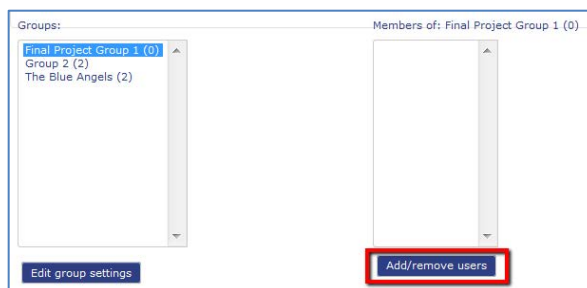 Groups:
Members of: Final Project Group 1 (0)
Final Project Group 1 (0)
Group 2 (2)
The Blue Angels (2)
Edit group settings
Add/remove users